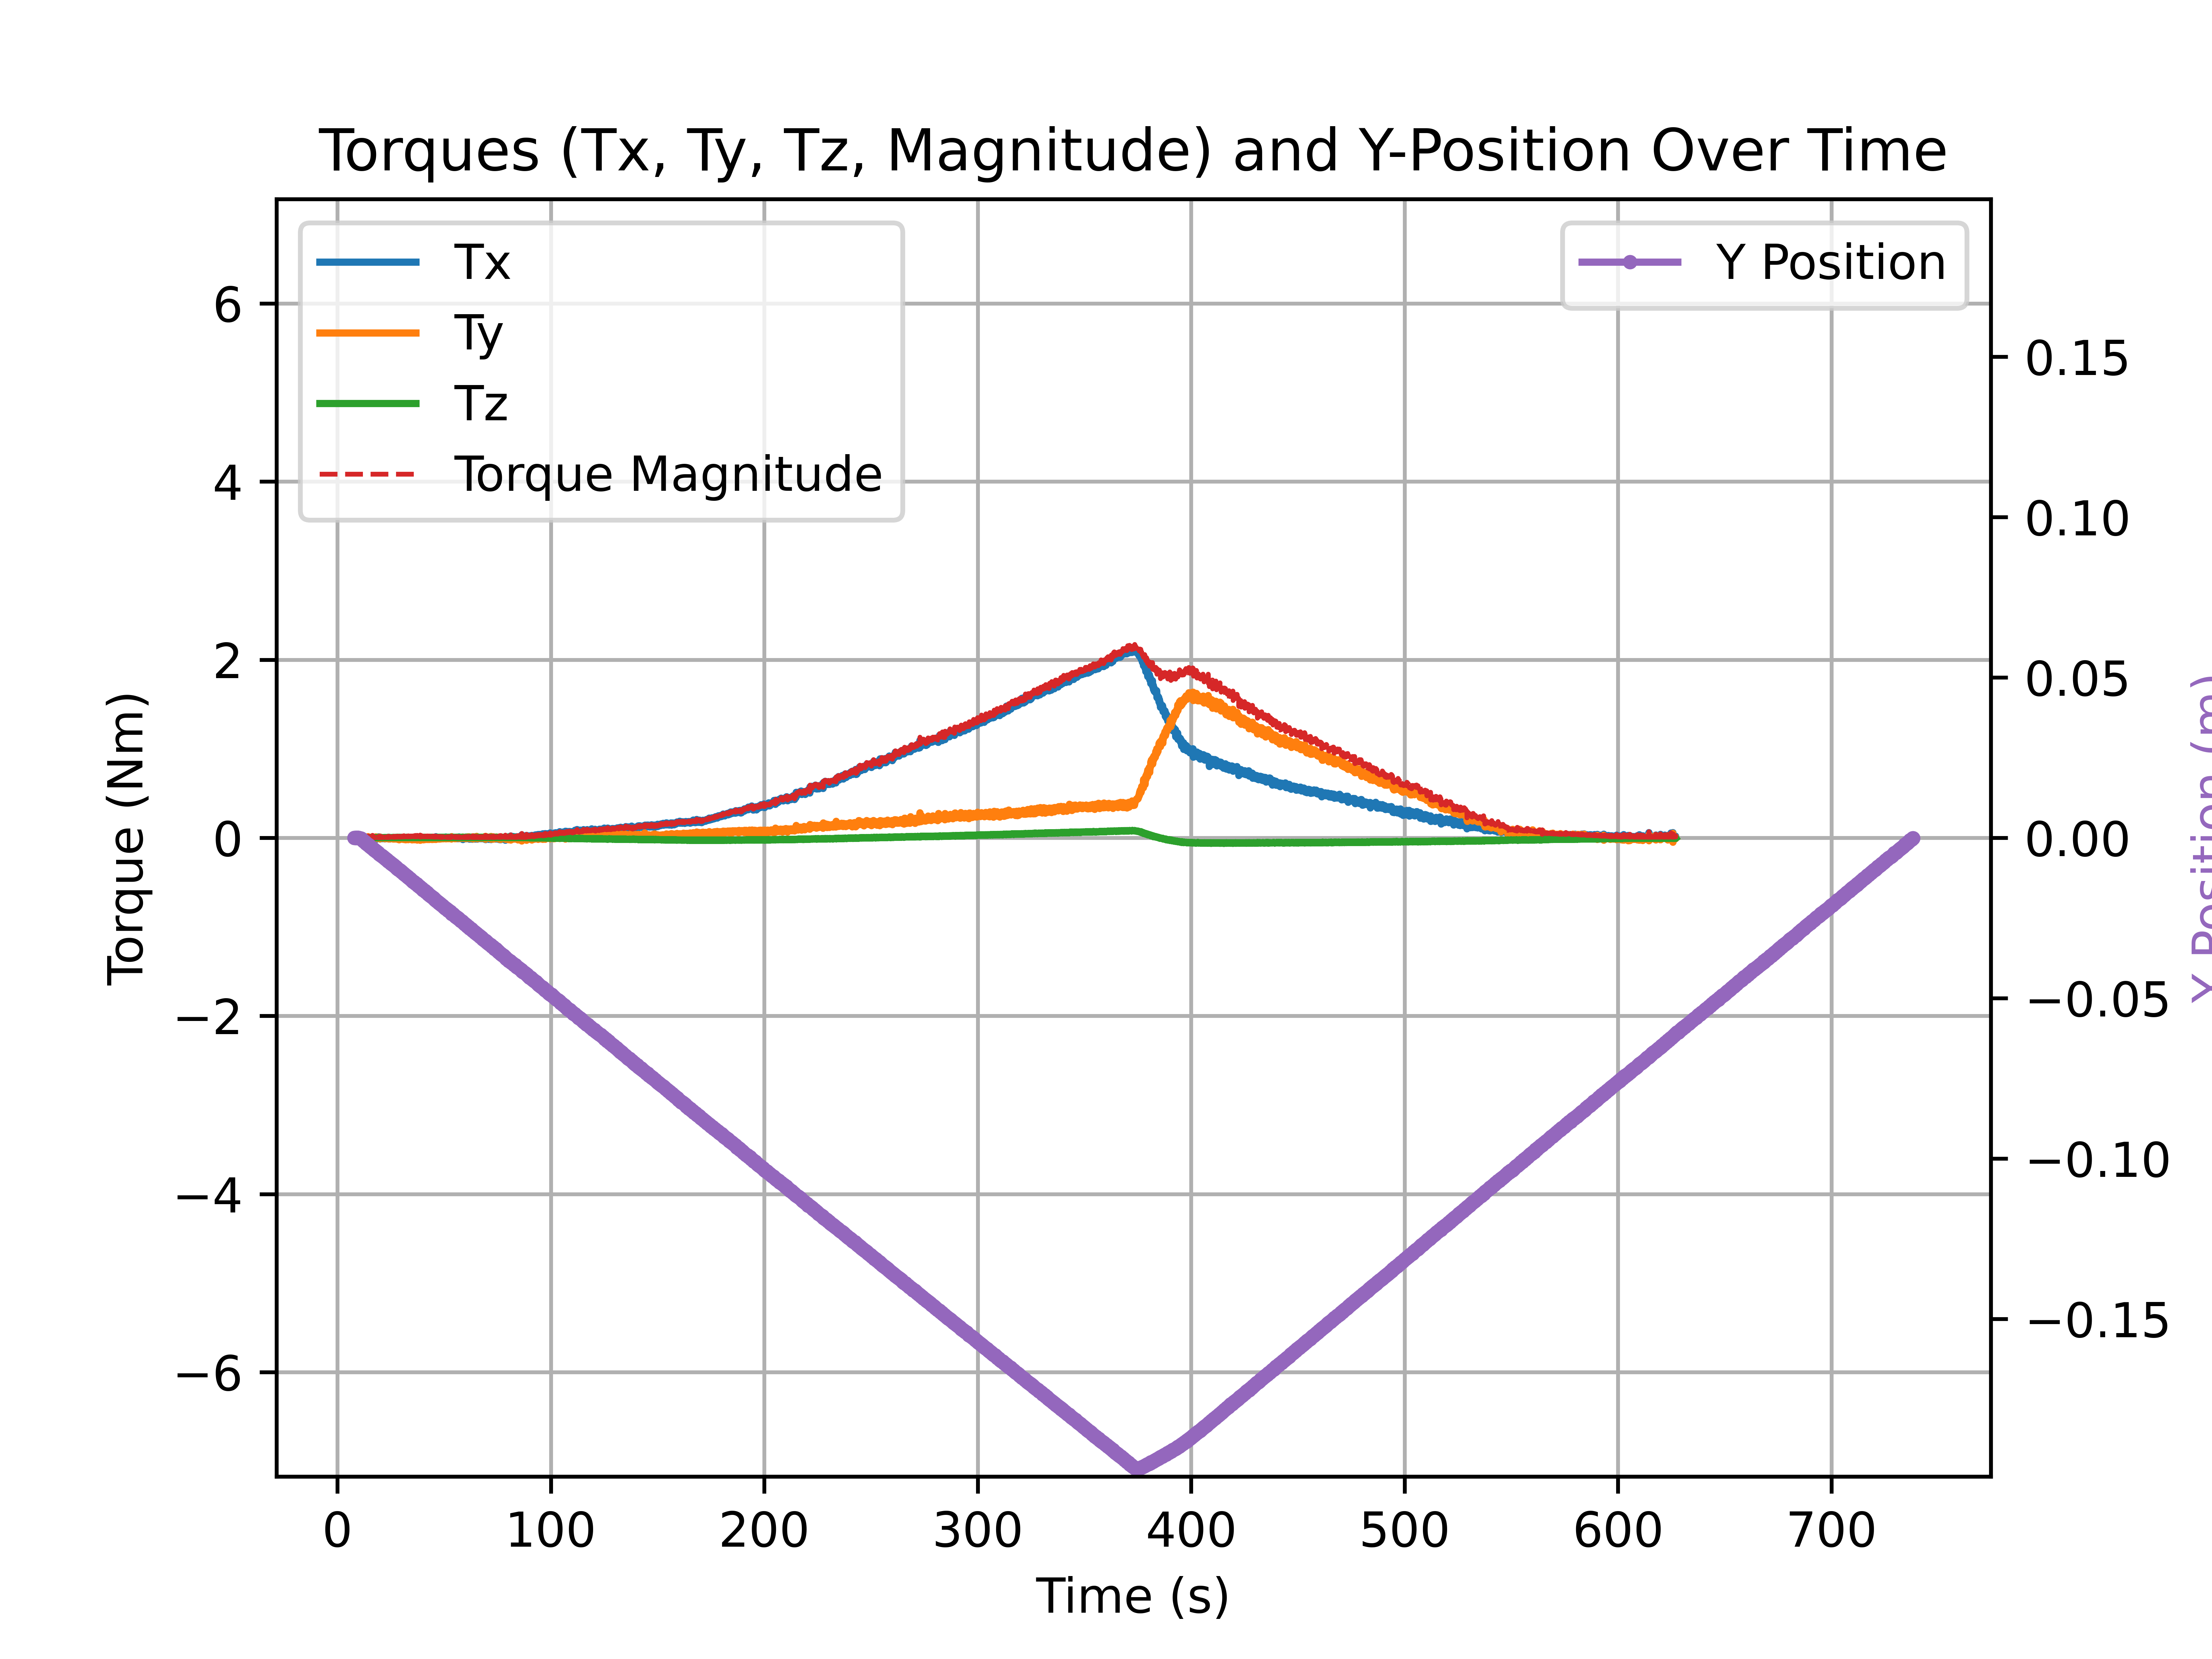 Torques (Tx, Ty, Tz, Magnitude) and Y-Position Over Time
Tx
Ty
Tz
Torque Magnitude
Y Position
Torque (Nm)
6
4
2
0
−2
−4
−6
0.15
0.10
0.05
0.00
−0.05
−0.10
−0.15
Y Position (m)
0 100 200 300 400 500 600 700
Time (s)